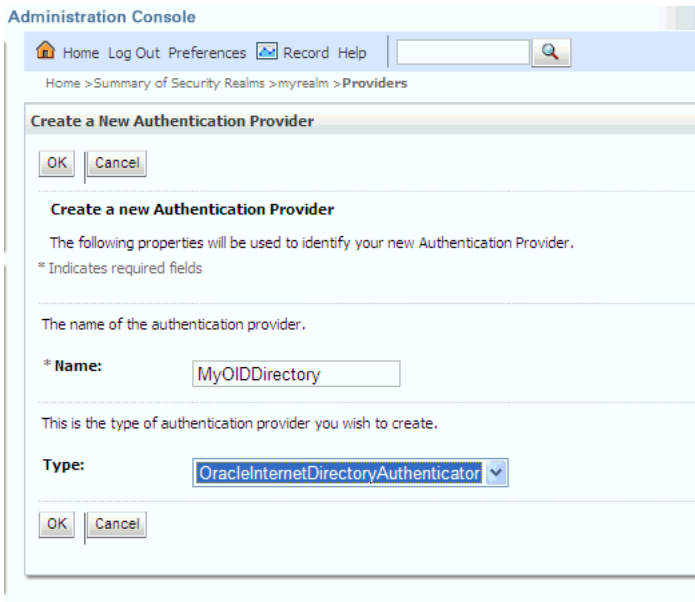 Administration Console
Home Log Out Preferences Record Help
Home >Summary of Security Realms >myrealm >Providers
Create a New Authentication Provider
OK Cancel
Create a new Authentication Provider
The following properties will be used to identify your new Authentication Provider.
* Indicates required fields
The name of the authentication provider.
* Name: MyOIDDirectory
This is the type of authentication provider you wish to create.
Type: OracleInternetDirectoryAuthenticator
OK Cancel